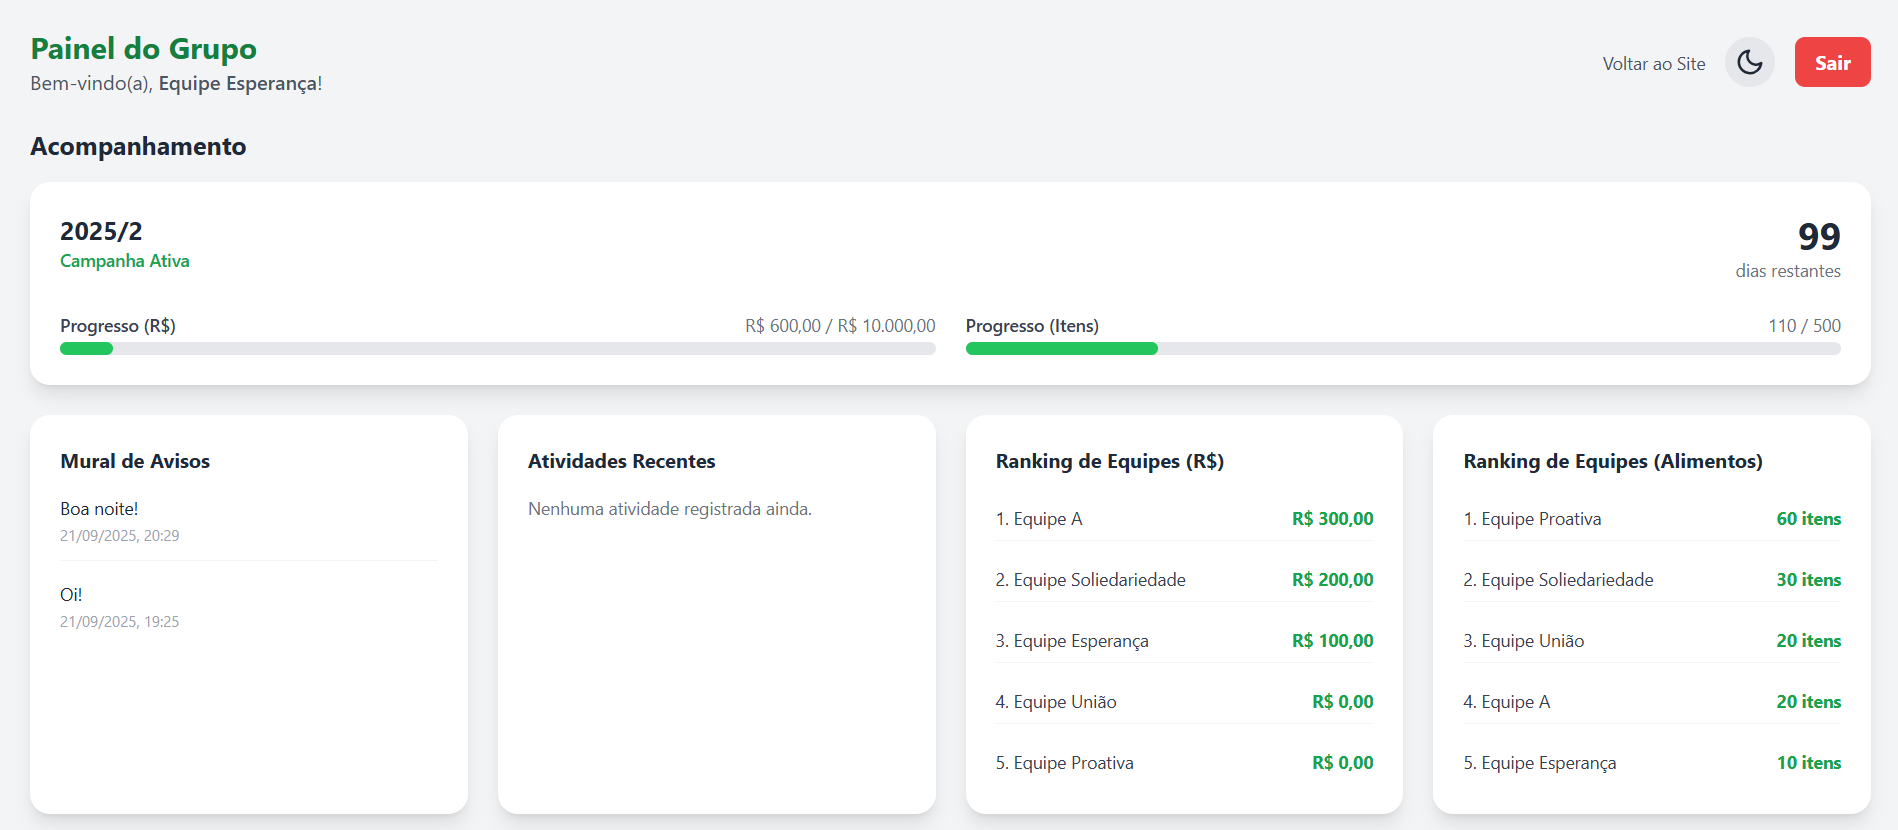 Painel do Grupo
Bem-vindo(a), Equipe Esperança!
Voltar ao Site
Sair
Acompanhamento
2025/2
Campanha Ativa
99
dias restantes
Progresso (R$)
R$ 600,00 / R$ 10.000,00
Progresso (Itens)
110 / 500
Mural de Avisos
Boa noite!
21/09/2025, 20:29
Oi!
21/09/2025, 19:25
Atividades Recentes
Nenhuma atividade registrada ainda.
Ranking de Equipes (R$)
1. Equipe A R$ 300,00
2. Equipe Soliedariedade R$ 200,00
3. Equipe Esperança R$ 100,00
4. Equipe União R$ 0,00
5. Equipe Proativa R$ 0,00
Ranking de Equipes (Alimentos)
1. Equipe Proativa 60 itens
2. Equipe Soliedariedade 30 itens
3. Equipe União 20 itens
4. Equipe A 20 itens
5. Equipe Esperança 10 itens